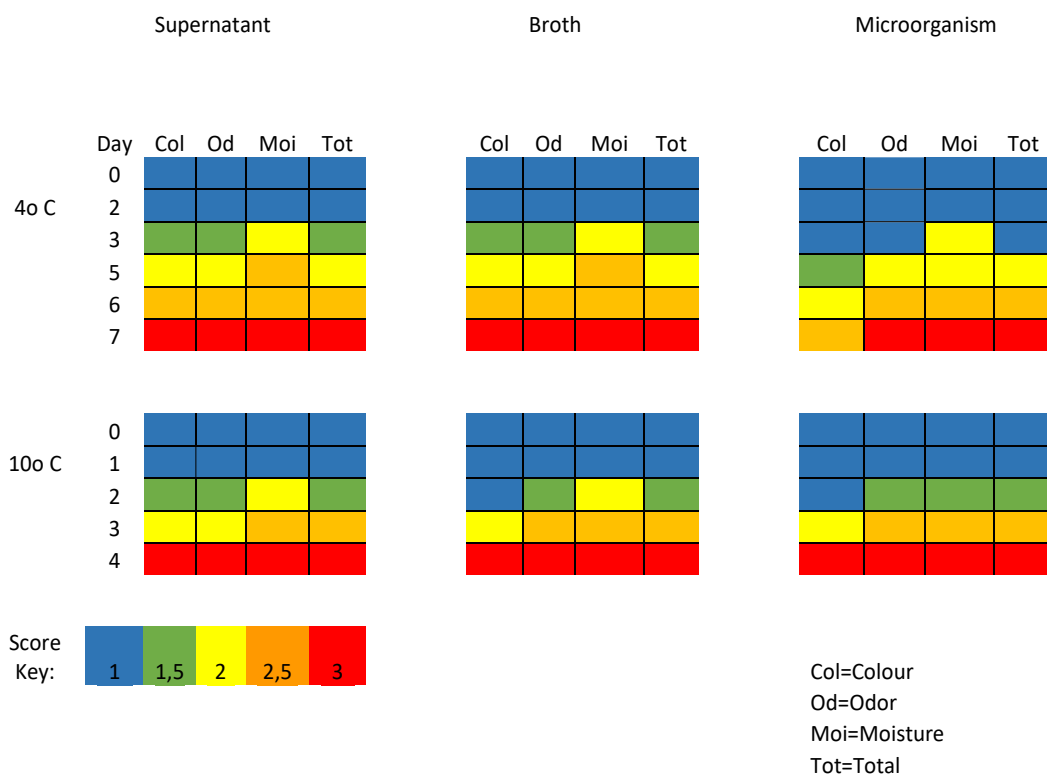 Supernatant Broth Microorganism
Day Col Od Moi Tot Col Od Moi Tot Col Od Moi Tot
0
4o C 2
3
5
6
7
0
10o C 1
2
3
4
Score
Key: 1 1,5 2 2,5 3
Col=Colour
Od=Odor
Moi=Moisture
Tot=Total